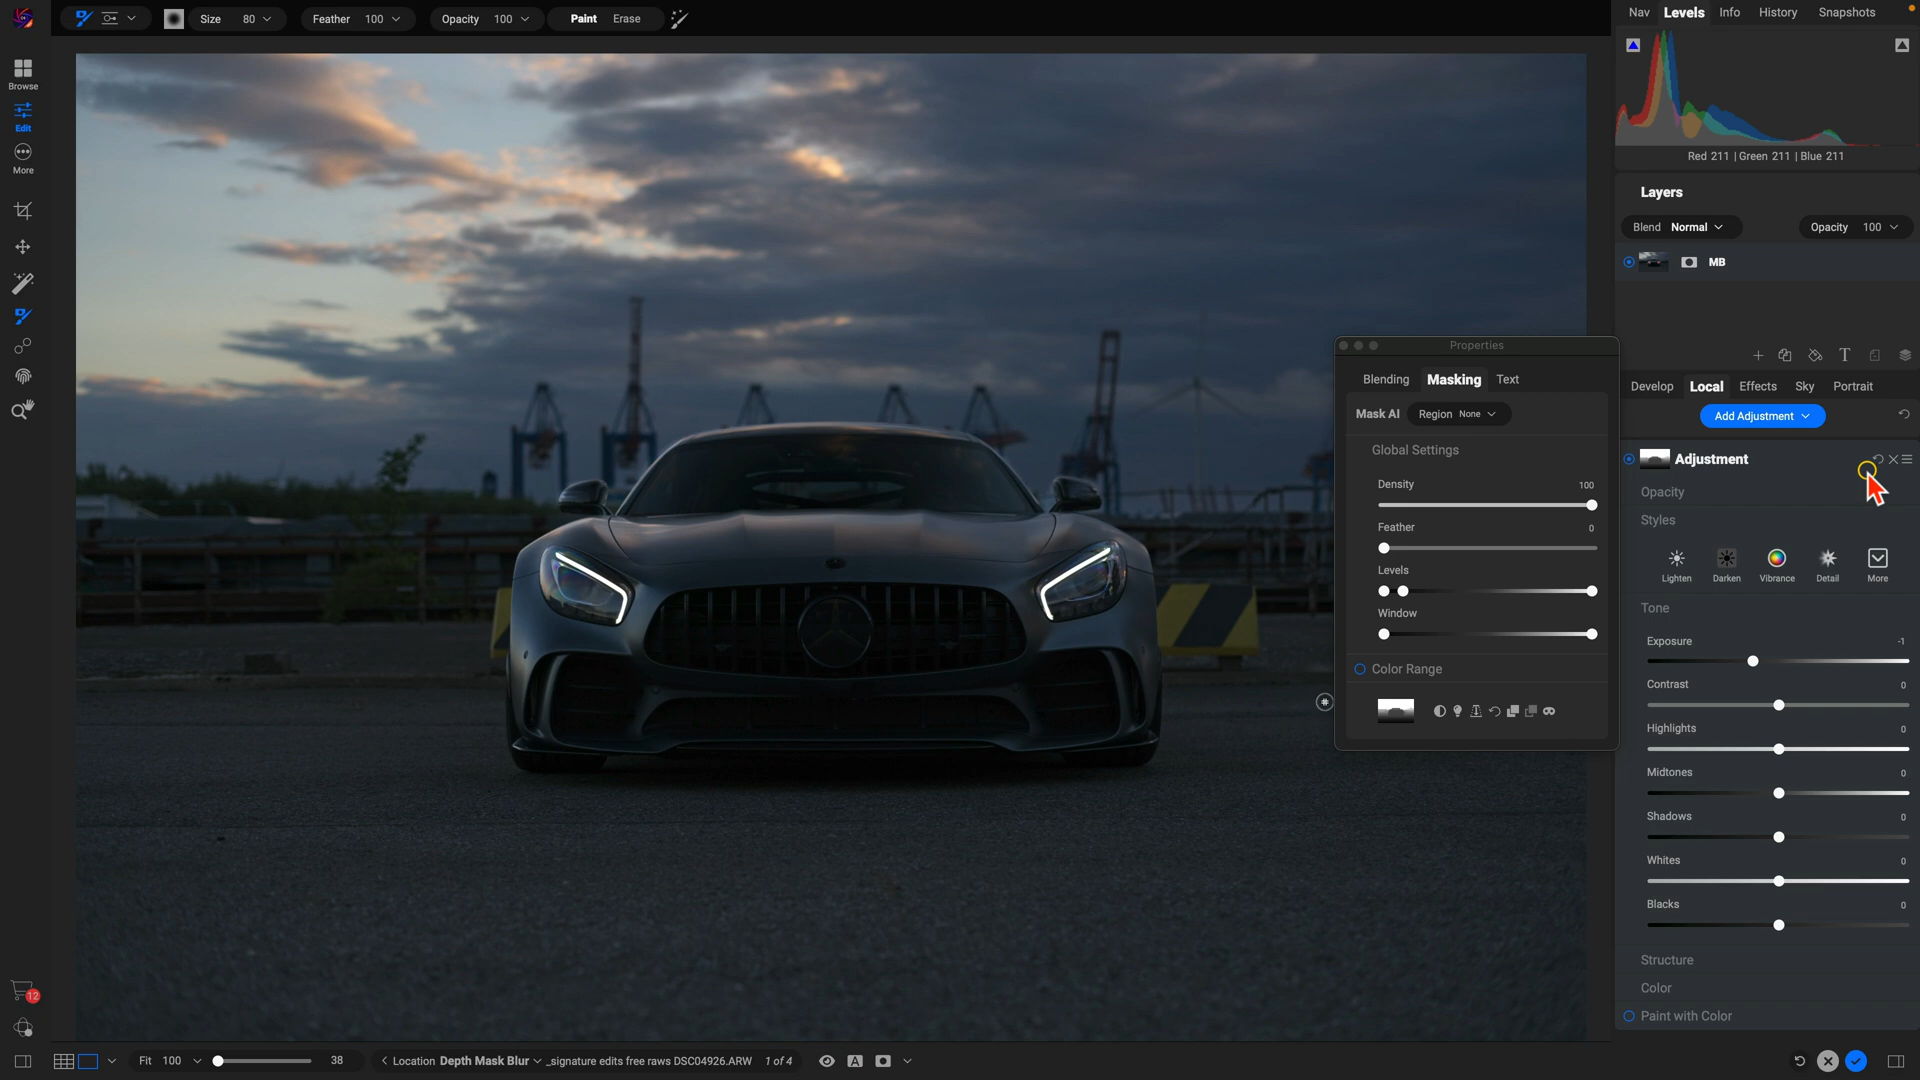 Size 80
Feather 100
Opacity 100
Paint Erase
Nav Levels Info History Snapshots
Browse
Edit
More
Red 211 | Green 211 | Blue 211
Layers
Blend Normal
Opacity 100
MB
Develop Local Effects Sky Portrait
Add Adjustment
Adjustment
Opacity
Styles
Lighten Darken Vibrance Detail More
Tone
Exposure -1
Contrast 0
Highlights 0
Midtones 0
Shadows 0
Whites 0
Blacks 0
Structure
Color
Paint with Color
Properties
Blending Masking Text
Mask AI Region None
Global Settings
Density 100
Feather 0
Levels
Window
Color Range
12
Fit 100 38 Location Depth Mask Blur _signature edits free raws DSC04926.ARW 1 of 4 A